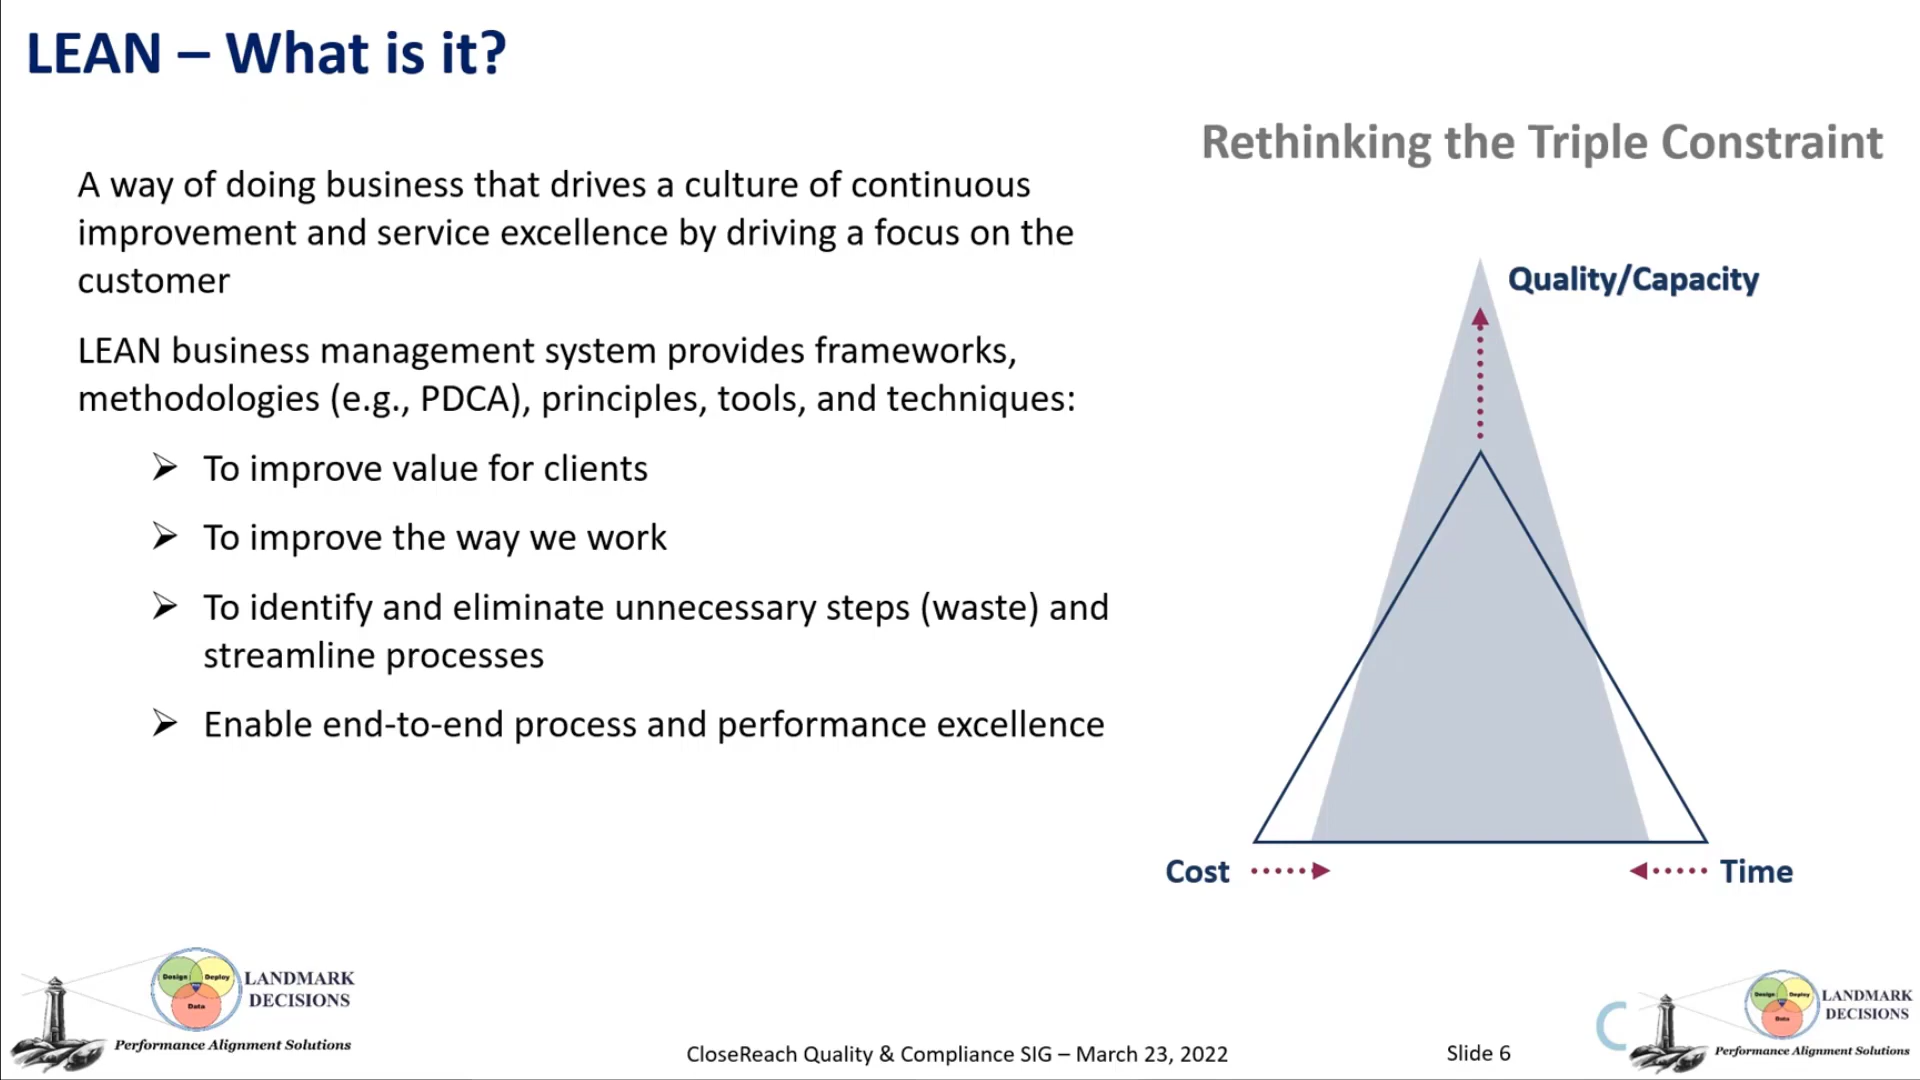 LEAN – What is it?
Rethinking the Triple Constraint
A way of doing business that drives a culture of continuous
improvement and service excellence by driving a focus on the
customer
LEAN business management system provides frameworks,
methodologies (e.g., PDCA), principles, tools, and techniques:
➢ To improve value for clients
➢ To improve the way we work
➢ To identify and eliminate unnecessary steps (waste) and
streamline processes
➢ Enable end-to-end process and performance excellence
Quality/Capacity
Cost
Time
Design
Deploy
Data
LANDMARK
DECISIONS
Performance Alignment Solutions
CloseReach Quality & Compliance SIG – March 23, 2022
Slide 6
Design
Deploy
Data
LANDMARK
DECISIONS
Performance Alignment Solutions